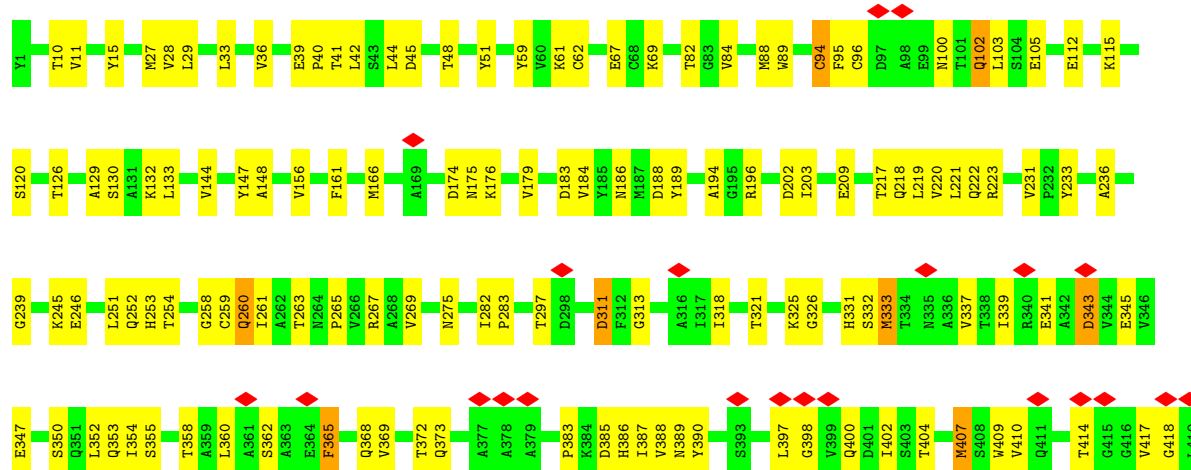 Y1 T10 V11 Y15 M27 V28 L29 L33 V36 E39 P40 T41 L42 S43 L44 D45 T48 Y51 Y59 V60 K61 C62 E67 C68 K69 T82 G83 V84 M88 W89 C94 F95 C96 D97 A98 E99 N100 T101 Q102 L103 S104 E105 E112 K115
S120 T126 A129 S130 A131 K132 L133 V144 Y147 A148 V156 F161 M166 A169 D174 N175 K176 V179 D183 V184 Y185 N186 M187 D188 Y189 A194 G195 R196 D202 I203 E209 T217 Q218 L219 V220 L221 Q222 R223 V231 P232 Y233 A236
G239 K245 E246 L251 Q252 H253 T254 G258 C259 Q260 I261 A262 T263 N264 P265 V266 R267 A268 V269 N275 I282 P283 T297 D298 D311 F312 G313 A316 I317 I318 T321 K325 G326 H331 S332 M333 T334 N335 A336 V337 T338 I339 R340 E341 A342 D343 V344 E345 V346
E347 S350 Q351 L352 Q353 I354 S355 T358 A359 L360 A361 S362 A363 E364 F365 Q368 V369 T372 Q373 A377 A378 A379 P383 K384 D385 H386 I387 V388 N389 Y390 S393 L397 G398 V399 Q400 D401 I402 S403 T404 M407 S408 W409 V410 Q411 T414 G415 G416 V417 G418